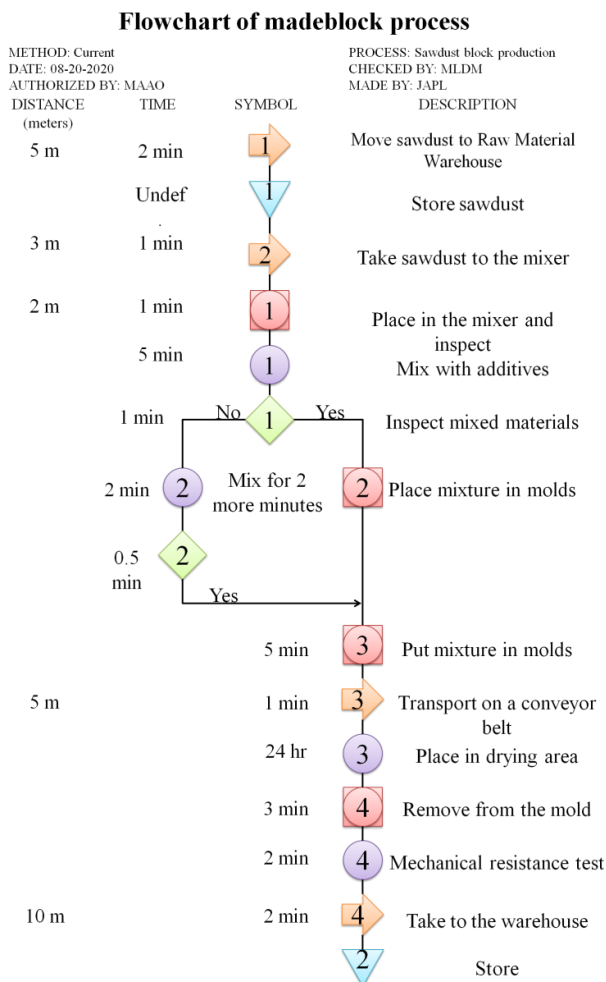 Flowchart of madeblock process
METHOD: Current
DATE: 08-20-2020
AUTHORIZED BY: MAAO
PROCESS: Sawdust block production
CHECKED BY: MLDM
MADE BY: JAPL
DISTANCE
(meters)
TIME
SYMBOL
DESCRIPTION
5 m
2 min
1
Move sawdust to Raw Material
Warehouse
Undef
.
1
Store sawdust
3 m
1 min
2
Take sawdust to the mixer
2 m
1 min
1
Place in the mixer and
inspect
5 min
1
Mix with additives
1 min
No
1
Yes
Inspect mixed materials
2 min
2
Mix for 2
more minutes
2
Place mixture in molds
0.5
min
2
Yes
5 min
3
Put mixture in molds
5 m
1 min
3
Transport on a conveyor
belt
24 hr
3
Place in drying area
3 min
4
Remove from the mold
2 min
4
Mechanical resistance test
10 m
2 min
4
Take to the warehouse
2
Store